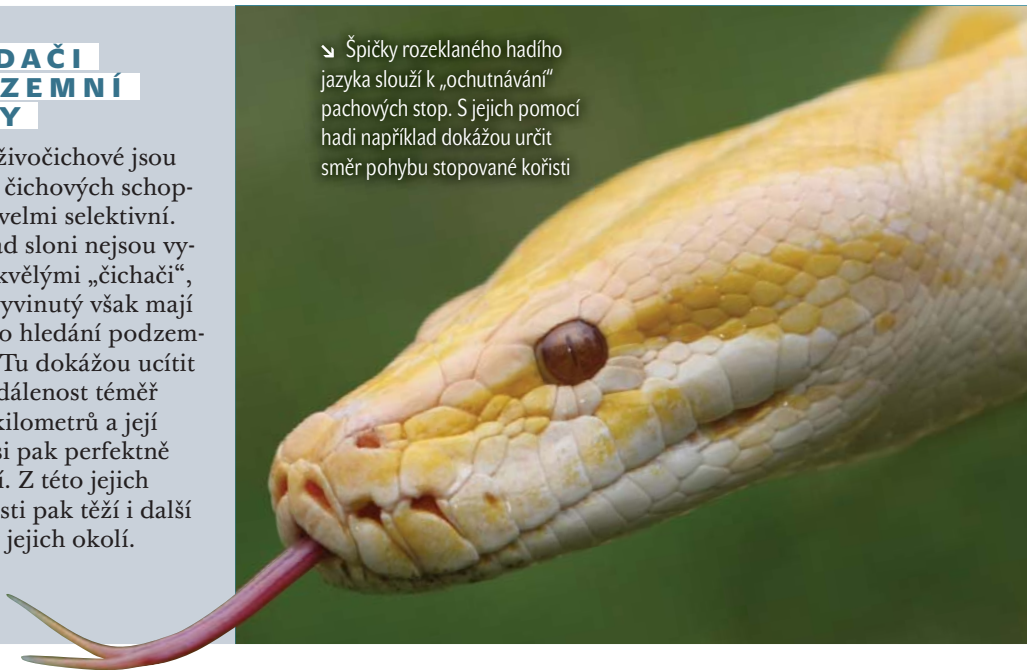 DAČI
ZEMNÍ
Y
živočichové jsou
čichových schop-
velmi selektivní.
ad sloni nejsou vy-
kvělými „čichači“,
yvinutý však mají
o hledání podzem-
Tu dokážou ucítit
dálenost téměř
kilometrů a její
si pak perfektně
í. Z této jejich
sti pak těží i další
jejich okolí.
↘ Špičky rozeklaného hadího
jazyka slouží k „ochutnávání“
pachových stop. S jejich pomocí
hadi například dokážou určit
směr pohybu stopované kořisti